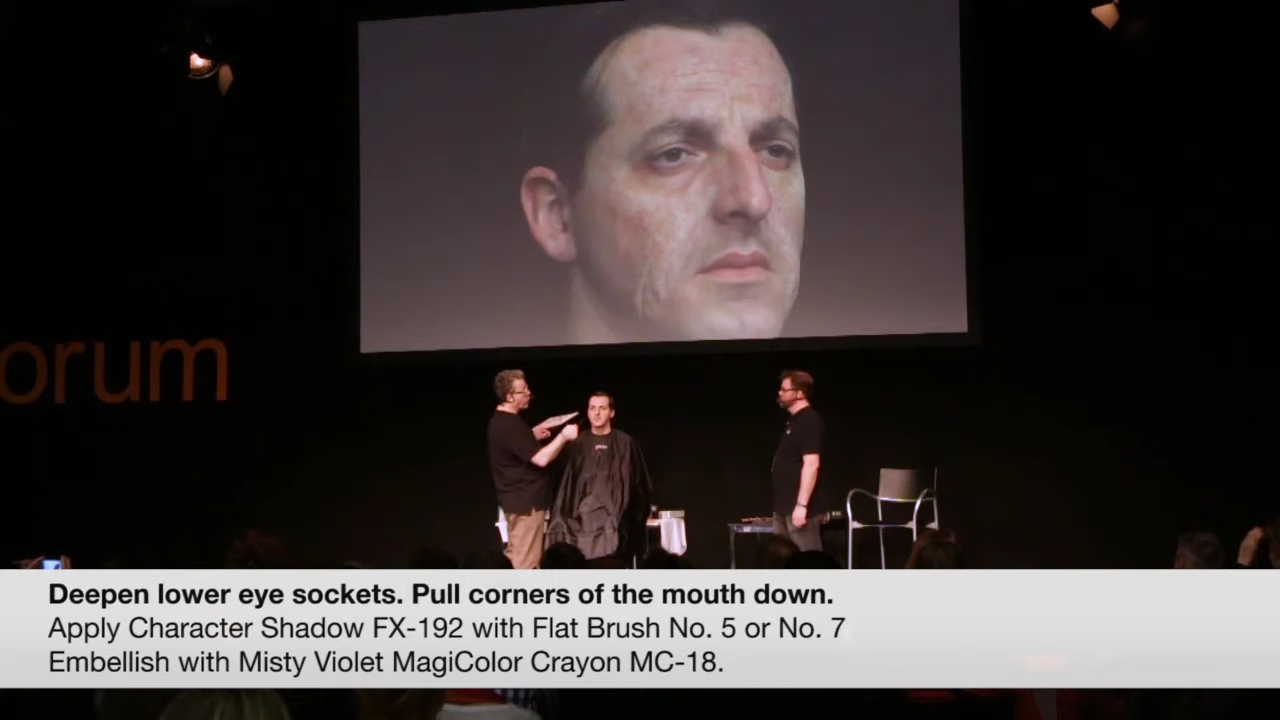 orum
Deepen lower eye sockets. Pull corners of the mouth down.
Apply Character Shadow FX-192 with Flat Brush No. 5 or No. 7
Embellish with Misty Violet MagiColor Crayon MC-18.